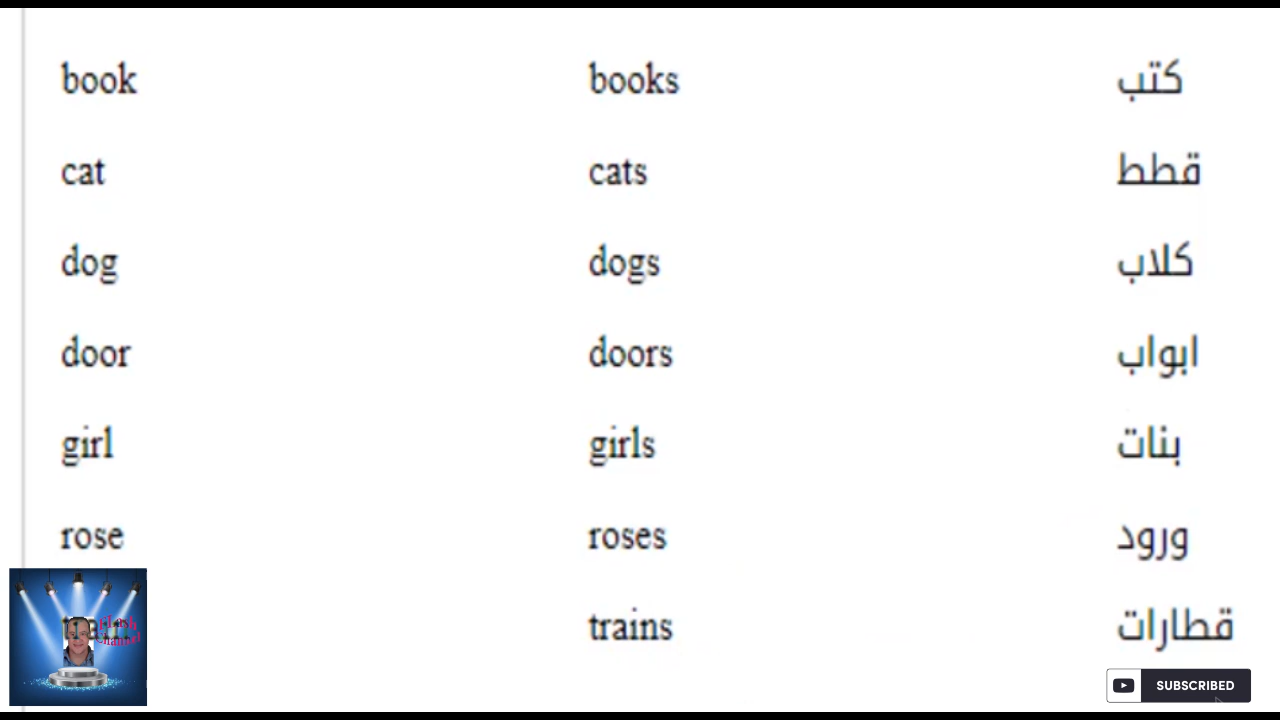 book books كتب
cat cats قطط
dog dogs كلاب
door doors ابواب
girl girls بنات
rose roses ورود
trains قطارات
Channel
SUBSCRIBED